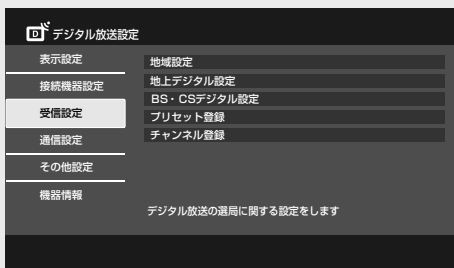 D デジタル放送設定
表示設定
接続機器設定
受信設定
通信設定
その他設定
機器情報
地域設定
地上デジタル設定
BS・CSデジタル設定
プリセット登録
チャンネル登録
デジタル放送の選局に関する設定をします